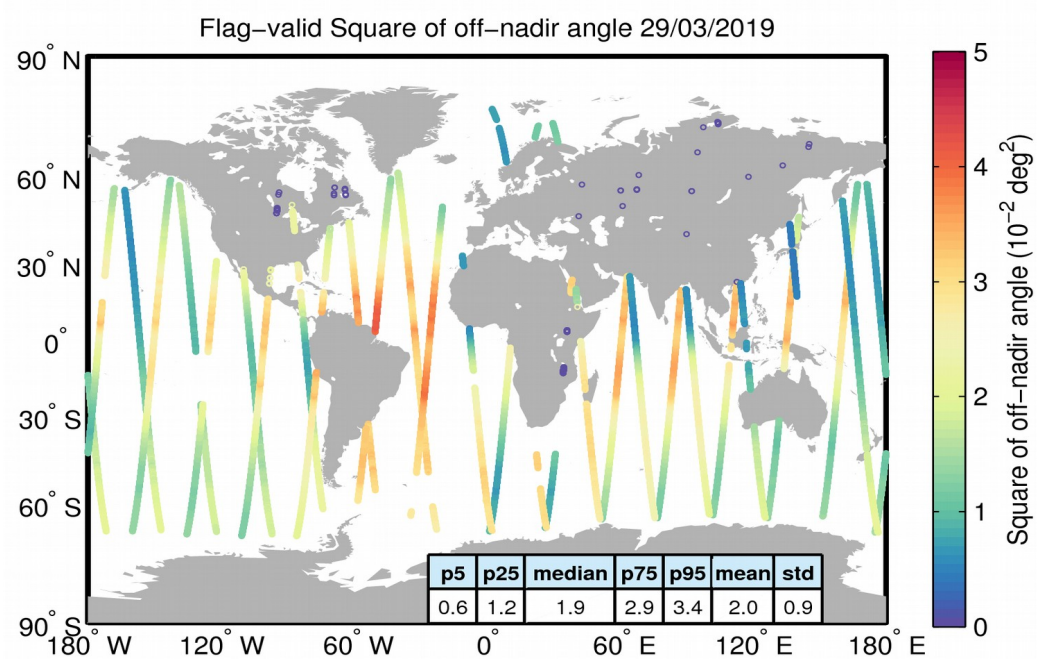 Flag−valid Square of off−nadir angle 29/03/2019
90° N
60° N
30° N
0°
30° S
60° S
90° S
180° W
120° W
60° W
0°
60° E
120° E
180° E
5
4
3
2
1
0
Square of off−nadir angle (10⁻² deg²)
p5 p25 median p75 p95 mean std
0.6 1.2 1.9 2.9 3.4 2.0 0.9